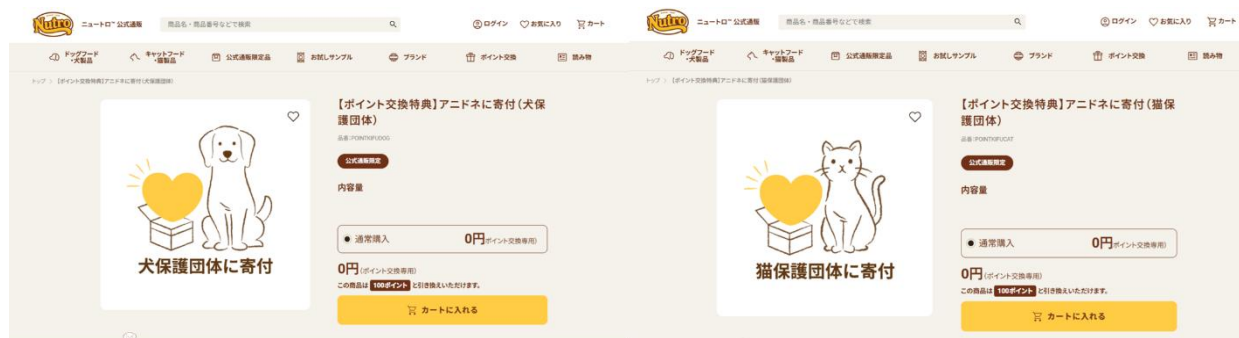 Nutro ニュートロ™ 公式通販 商品名・商品番号などで検索 ログイン お気に入り カート
ドッグフード・犬製品 キャットフード・猫製品 公式通販限定品 お試しサンプル ブランド ポイント交換 読み物
トップ > 【ポイント交換特典】アニドネに寄付(犬保護団体)
【ポイント交換特典】アニドネに寄付(犬保
護団体)
品番:POINTKIFUDOG
公式通販限定
内容量
通常購入 0円(ポイント交換専用)
0円(ポイント交換専用)
この商品は 100ポイント と引き換えいただけます。
カートに入れる
犬保護団体に寄付
Nutro ニュートロ™ 公式通販 商品名・商品番号などで検索 ログイン お気に入り カート
ドッグフード・犬製品 キャットフード・猫製品 公式通販限定品 お試しサンプル ブランド ポイント交換 読み物
トップ > 【ポイント交換特典】アニドネに寄付(猫保護団体)
【ポイント交換特典】アニドネに寄付(猫保
護団体)
品番:POINTKIFUCAT
公式通販限定
内容量
通常購入 0円(ポイント交換専用)
0円(ポイント交換専用)
この商品は 100ポイント と引き換えいただけます。
カートに入れる
猫保護団体に寄付